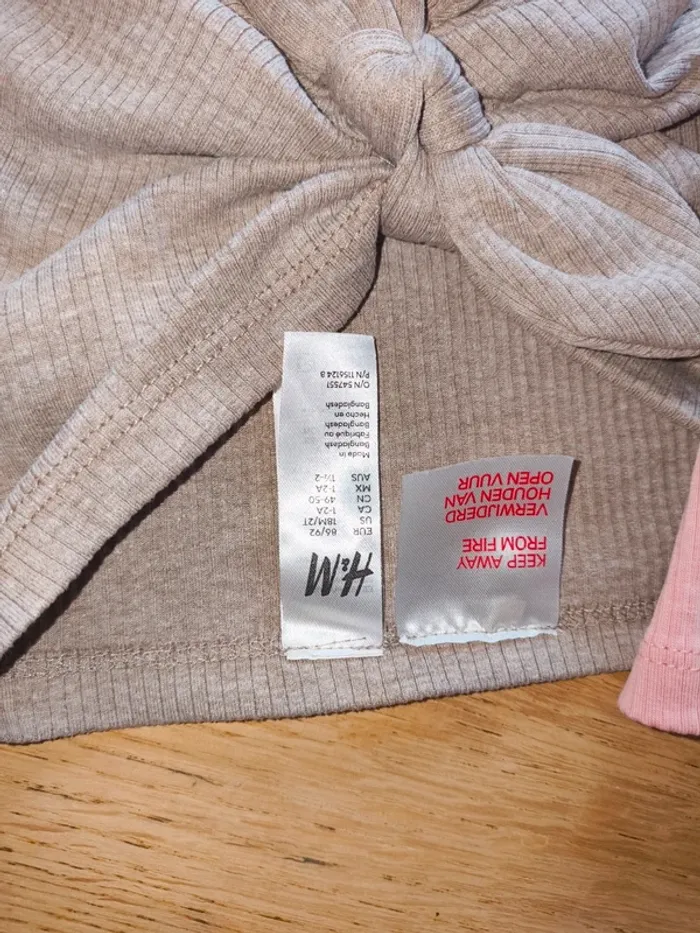 H&M
EUR 86/92
US 18M/2T
CA 1-2A
CN 49-50
MX 1-2A
AUS 1½-2
Made in
Bangladesh
Fabriqué au
Bangladesh
Hecho en
Bangladesh
O/N 547551
P/N 1156124 8
KEEP AWAY
FROM FIRE
VERWIJDERD
HOUDEN VAN
OPEN VUUR